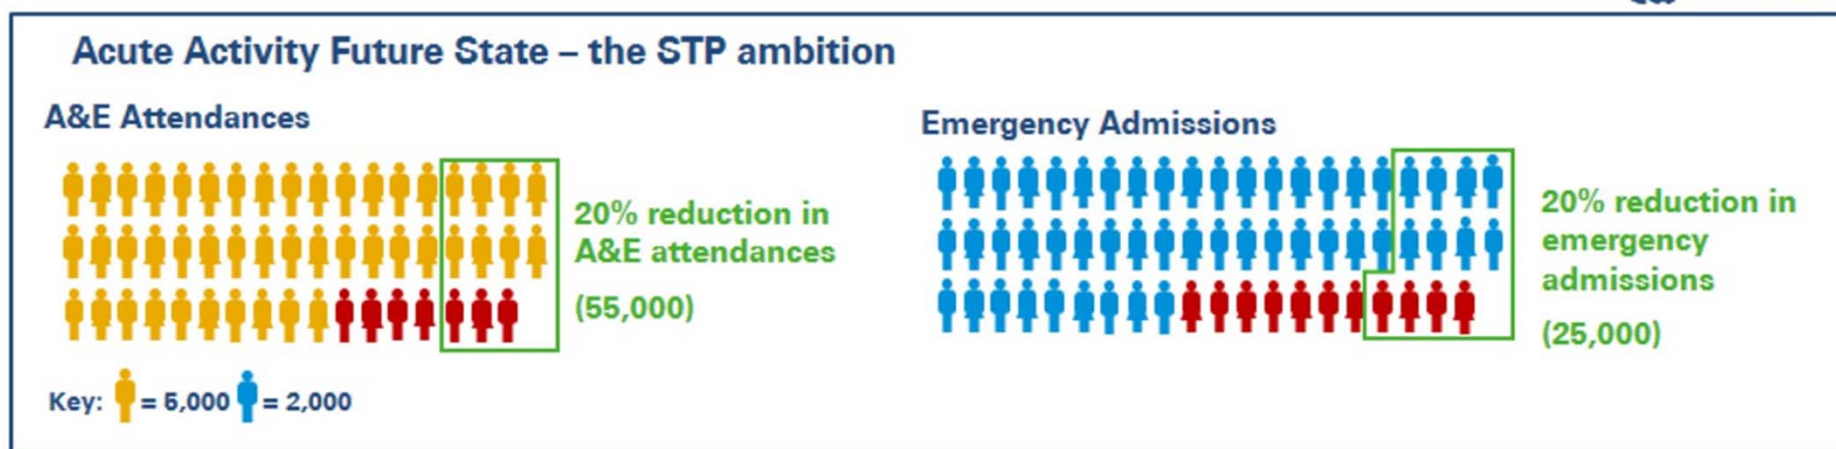 Acute Activity Future State – the STP ambition
A&E Attendances
20% reduction in
A&E attendances
(55,000)
Emergency Admissions
20% reduction in
emergency
admissions
(25,000)
Key: = 5,000 = 2,000